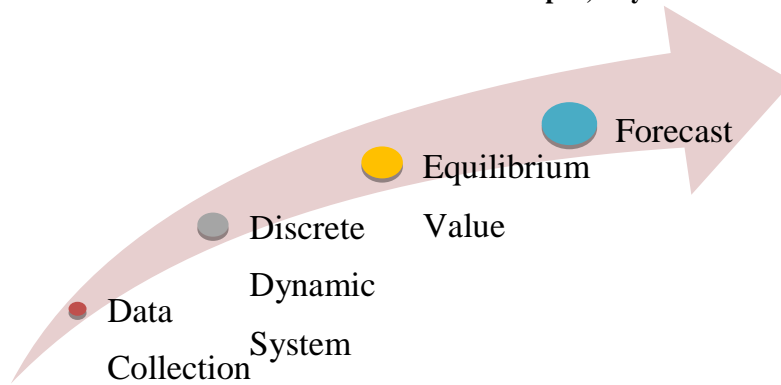 Forecast
Equilibrium
Value
Discrete
Dynamic
System
Data
Collection